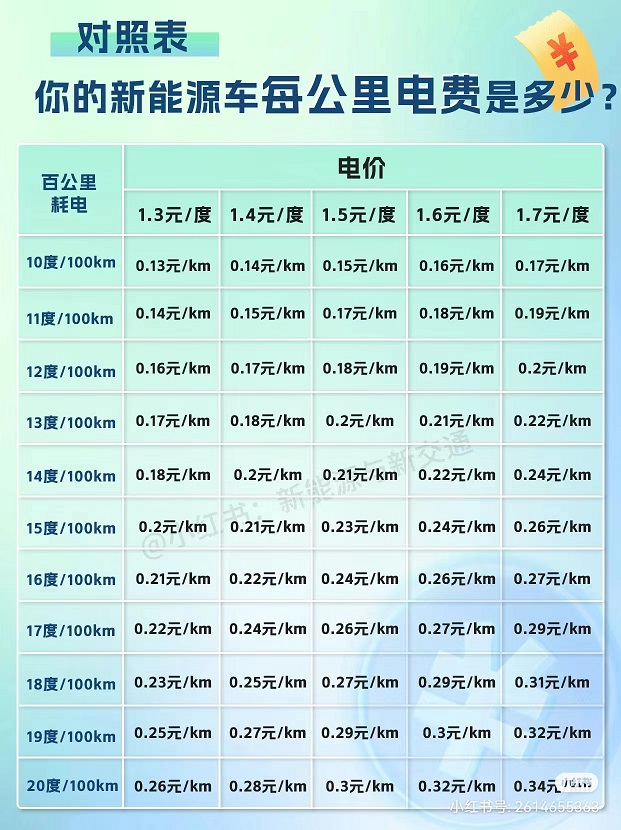 对照表
你的新能源车每公里电费是多少?
百公里
耗电
电价
1.3元/度 1.4元/度 1.5元/度 1.6元/度 1.7元/度
10度/100km 0.13元/km 0.14元/km 0.15元/km 0.16元/km 0.17元/km
11度/100km 0.14元/km 0.15元/km 0.17元/km 0.18元/km 0.19元/km
12度/100km 0.16元/km 0.17元/km 0.18元/km 0.19元/km 0.2元/km
13度/100km 0.17元/km 0.18元/km 0.2元/km 0.21元/km 0.22元/km
14度/100km 0.18元/km 0.2元/km 0.21元/km 0.22元/km 0.24元/km
@小红书：新能源与新交通
15度/100km 0.2元/km 0.21元/km 0.23元/km 0.24元/km 0.26元/km
16度/100km 0.21元/km 0.22元/km 0.24元/km 0.26元/km 0.27元/km
17度/100km 0.22元/km 0.24元/km 0.26元/km 0.27元/km 0.29元/km
18度/100km 0.23元/km 0.25元/km 0.27元/km 0.29元/km 0.31元/km
19度/100km 0.25元/km 0.27元/km 0.29元/km 0.3元/km 0.32元/km
20度/100km 0.26元/km 0.28元/km 0.3元/km 0.32元/km 0.34元
小红书
小红书号: 2614655363